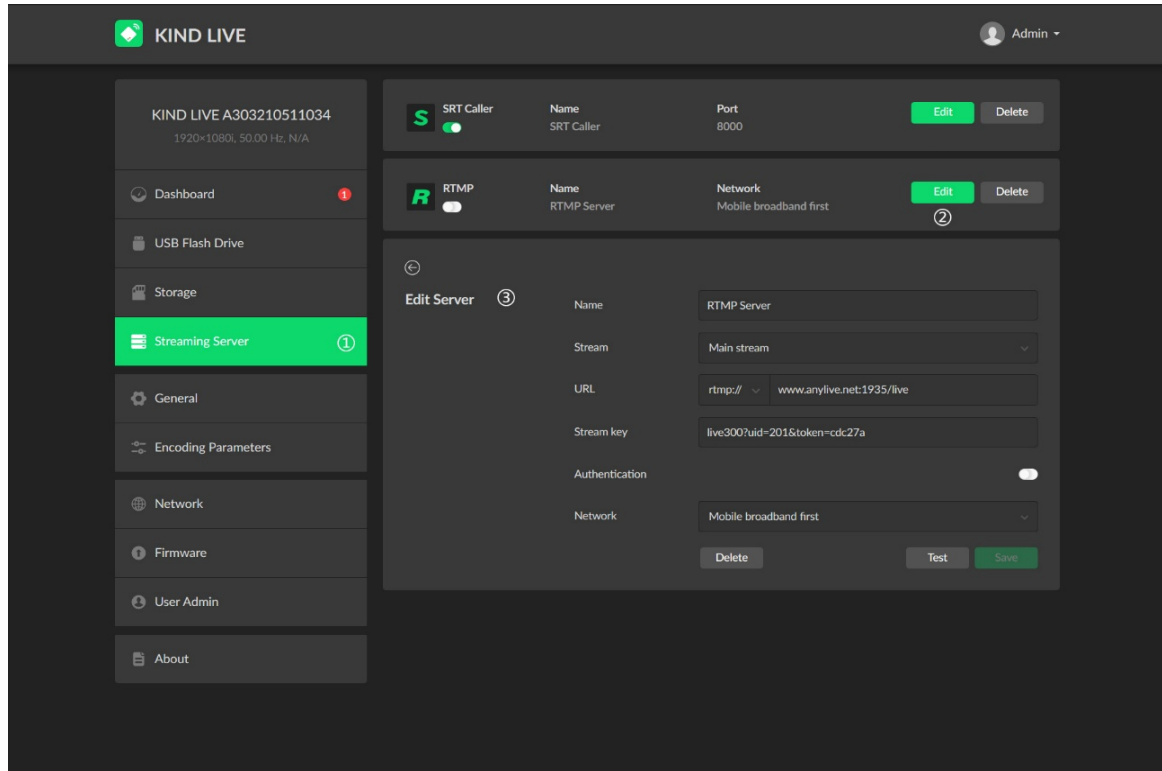 KIND LIVE
Admin
KIND LIVE A303210511034
1920×1080i, 50.00 Hz, N/A
Dashboard 1
USB Flash Drive
Storage
Streaming Server ①
General
Encoding Parameters
Network
Firmware
User Admin
About
S SRT Caller Name Port Edit Delete
SRT Caller 8000
R RTMP Name Network Edit Delete
RTMP Server Mobile broadband first ②
Edit Server ③
Name RTMP Server
Stream Main stream
URL rtmp:// www.anylive.net:1935/live
Stream key live300?uid=201&token=cdc27a
Authentication
Network Mobile broadband first
Delete Test Save